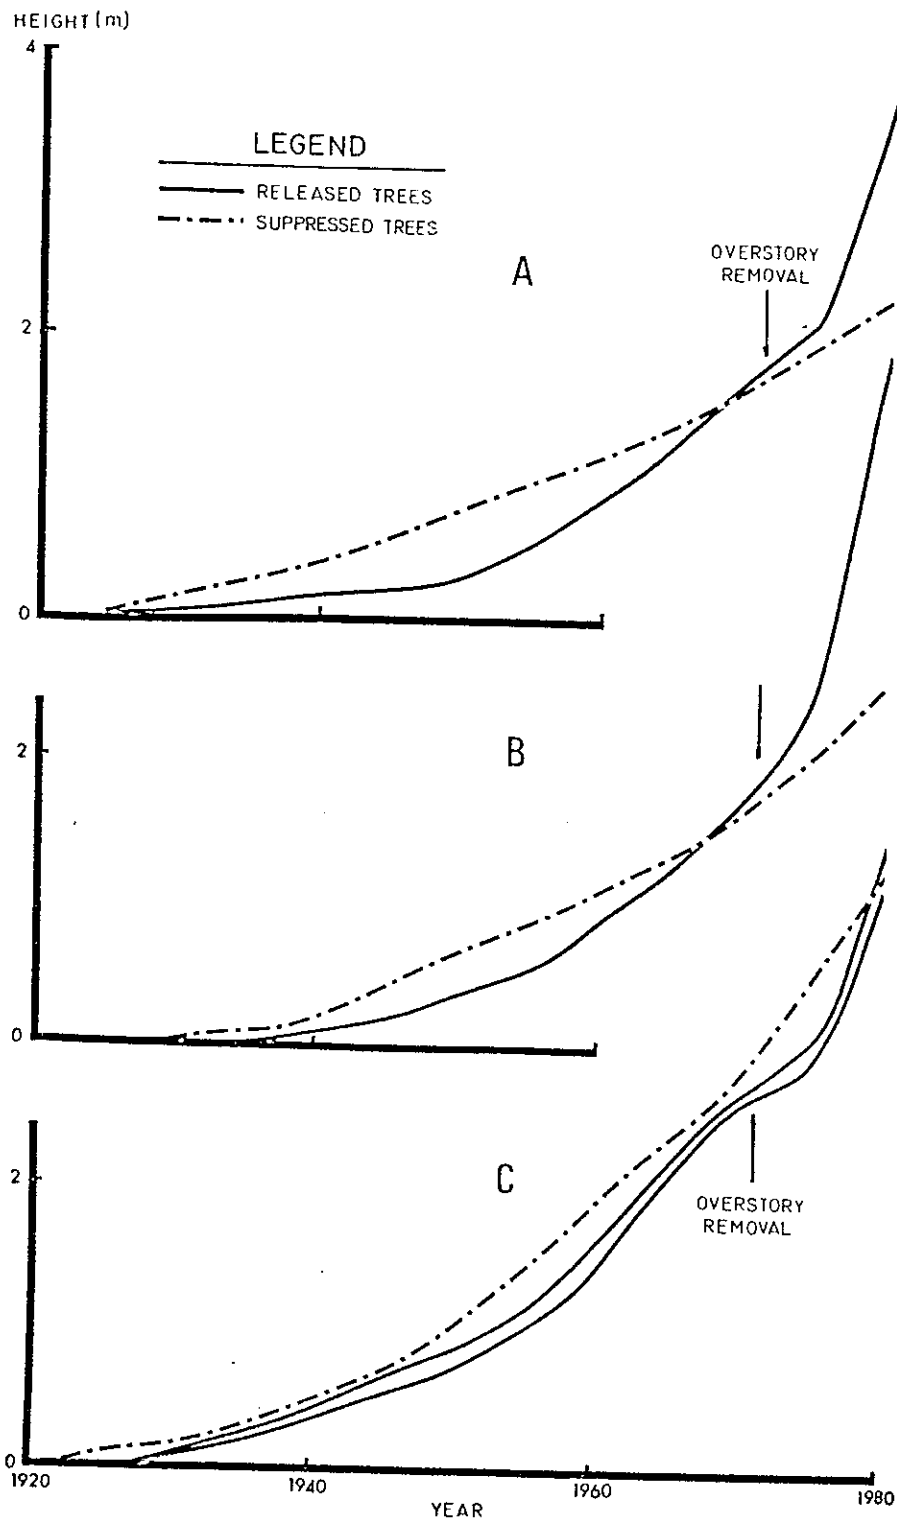 HEIGHT (m)
4
LEGEND
RELEASED TREES
SUPPRESSED TREES
A
OVERSTORY
REMOVAL
2
0
2
B
0
2
C
OVERSTORY
REMOVAL
0
1920
1940
1960
1980
YEAR